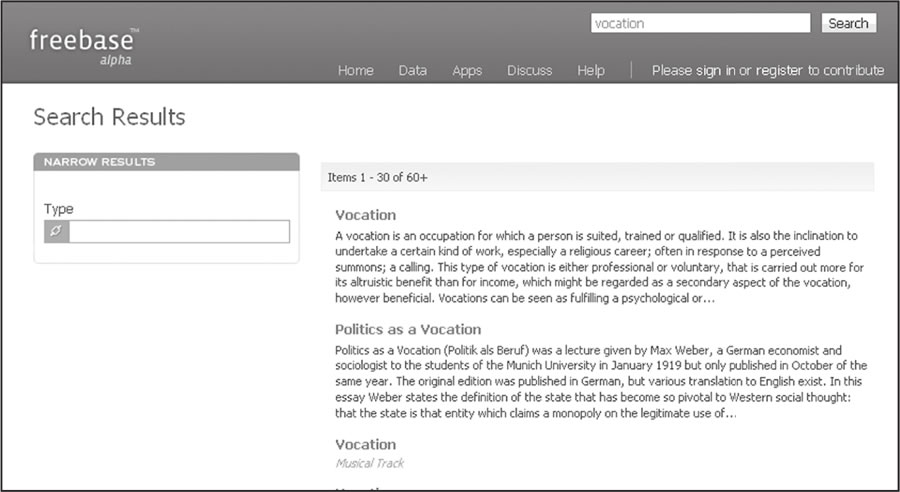 vocation
Search
freebase™
alpha
Home Data Apps Discuss Help | Please sign in or register to contribute
Search Results
NARROW RESULTS
Type
Items 1 - 30 of 60+
Vocation
A vocation is an occupation for which a person is suited, trained or qualified. It is also the inclination to
undertake a certain kind of work, especially a religious career; often in response to a perceived
summons; a calling. This type of vocation is either professional or voluntary, that is carried out more for
its altruistic benefit than for income, which might be regarded as a secondary aspect of the vocation,
however beneficial. Vocations can be seen as fulfilling a psychological or...
Politics as a Vocation
Politics as a Vocation (Politik als Beruf) was a lecture given by Max Weber, a German economist and
sociologist to the students of the Munich University in January 1919 but only published in October of the
same year. The original edition was published in German, but various translation to English exist. In this
essay Weber states the definition of the state that has become so pivotal to Western social thought:
that the state is that entity which claims a monopoly on the legitimate use of...
Vocation
Musical Track